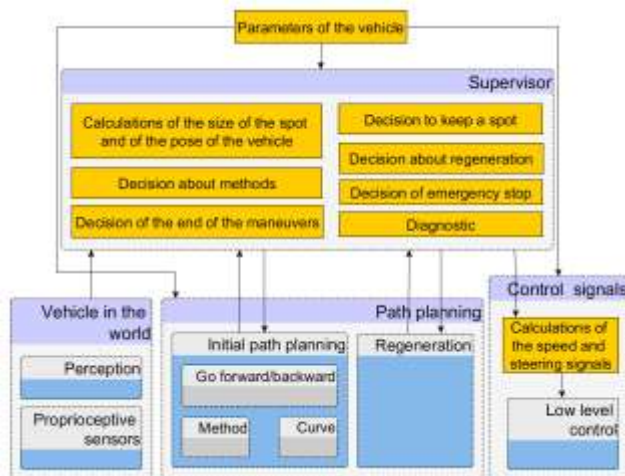 Parameters of the vehicle
Supervisor
Calculations of the size of the spot
and of the pose of the vehicle
Decision about methods
Decision of the end of the maneuvers
Decision to keep a spot
Decision about regeneration
Decision of emergency stop
Diagnostic
Vehicle in the
world
Perception
Proprioceptive
sensors
Path planning
Initial path planning
Go forward/backward
Method
Curve
Regeneration
Control signals
Calculations of
the speed and
steering signals
Low level
control